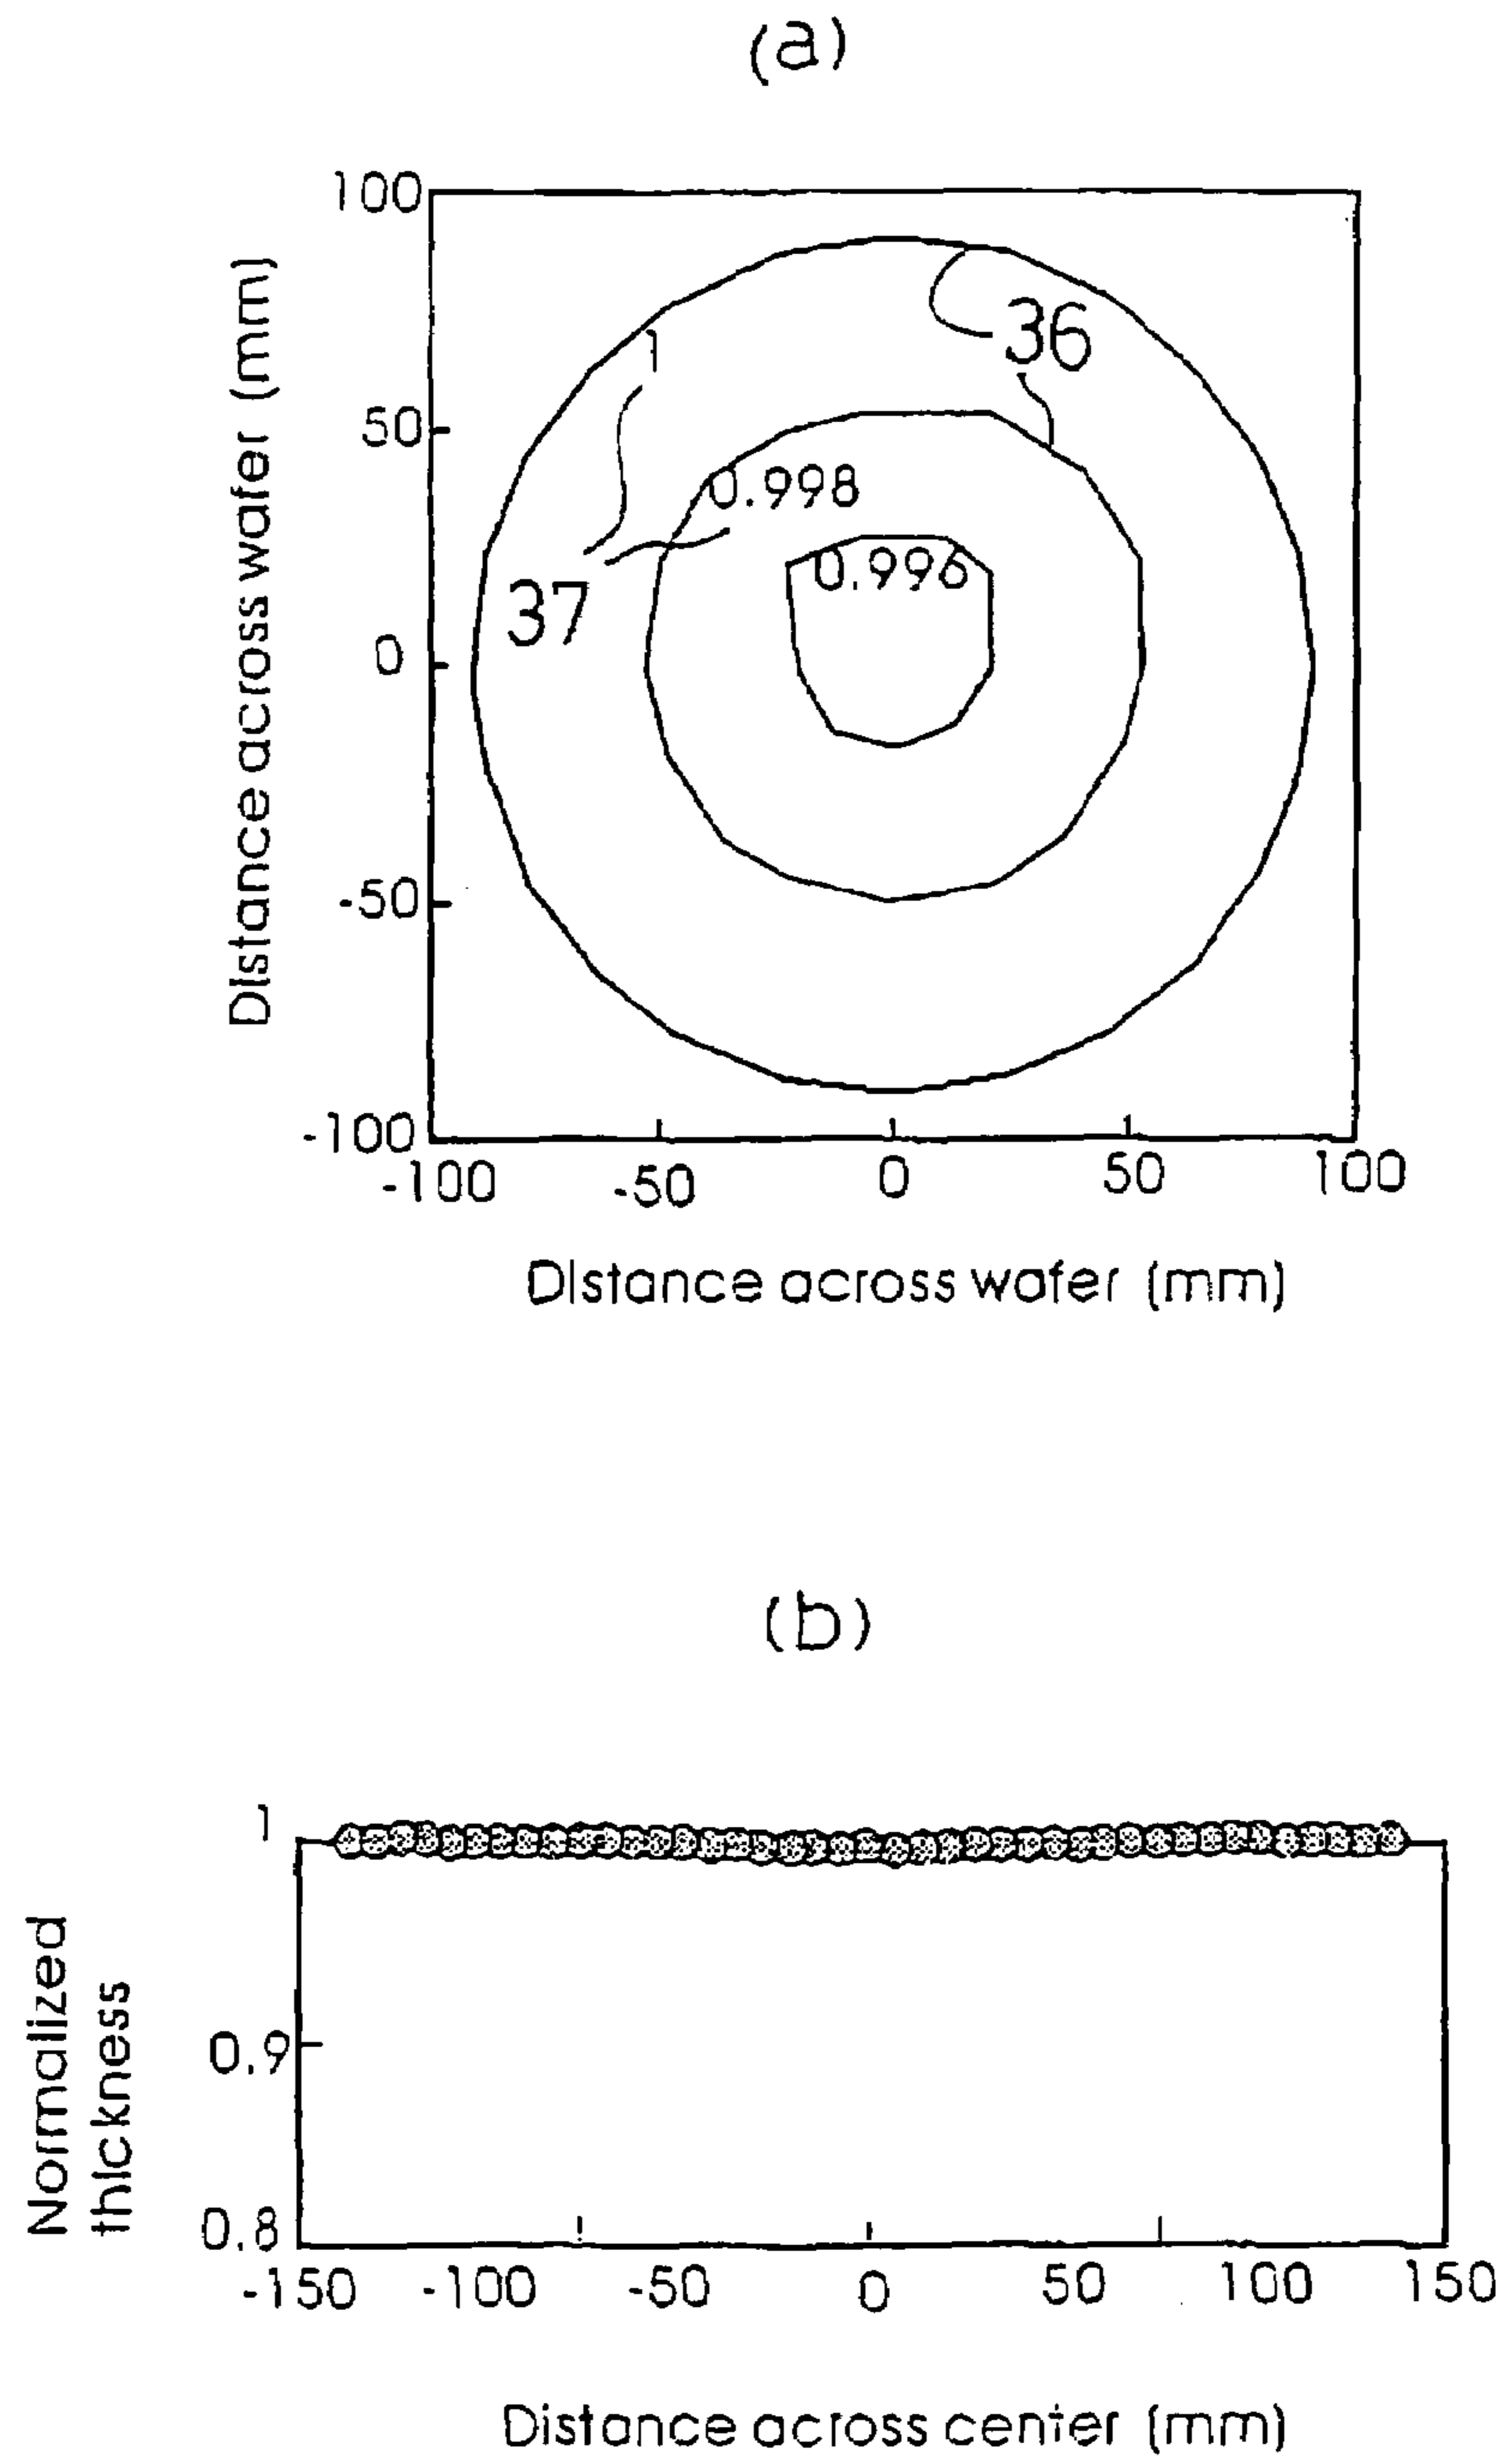 (a)
100
50
0
-50
-100
Distance across wafer (mm)
36
1
0.998
0.996
37
-100 -50 0 50 100
Distance across wafer (mm)
(b)
1
0.9
0.8
Normalized
thickness
-150 -100 -50 0 50 100 150
Distance across center (mm)